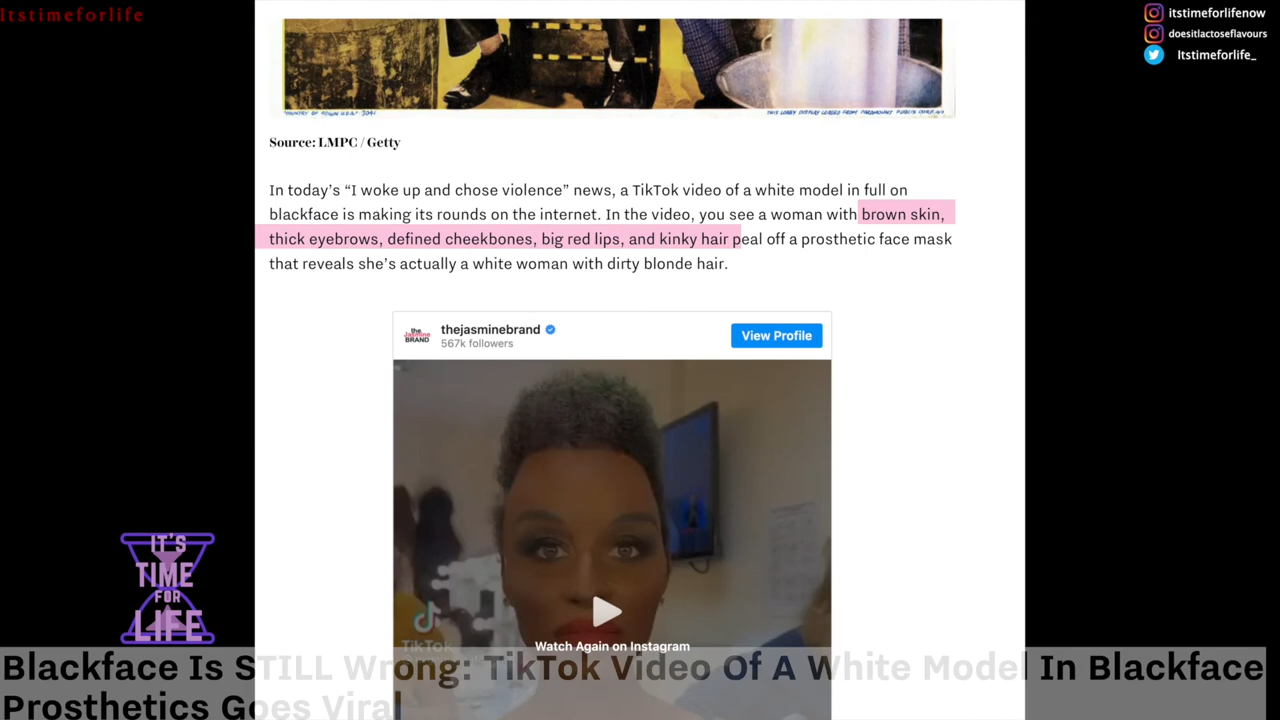 Itstimeforlife
itstimeforlifenow
doesitlactoseflavours
Itstimeforlife_
Source: LMPC / Getty
In today's “I woke up and chose violence” news, a TikTok video of a white model in full on
blackface is making its rounds on the internet. In the video, you see a woman with brown skin,
thick eyebrows, defined cheekbones, big red lips, and kinky hair peal off a prosthetic face mask
that reveals she's actually a white woman with dirty blonde hair.
the
Jasmine
BRAND
thejasminebrand
567k followers
View Profile
TikTok
Watch Again on Instagram
IT'S
TIME
FOR
LIFE
Blackface Is STILL Wrong: TikTok Video Of A White Model In Blackface
Prosthetics Goes Viral